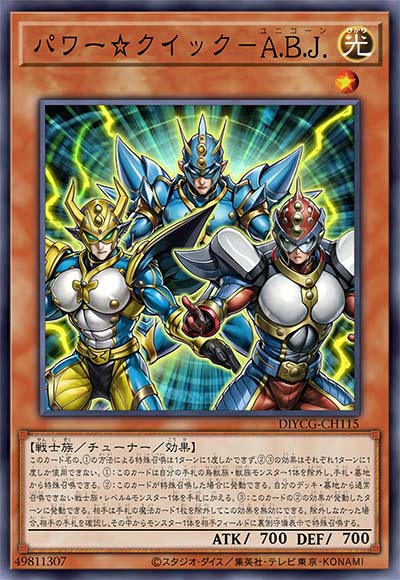 ユニコーン
パワー☆クイックーA.B.J.
光
DIYCG-CH115
【戦士族／チューナー／効果】
このカード名の、①の方法による特殊召喚は1ターンに1度しかできず、②③の効果はそれぞれ1ターンに1
度しか使用できない。①：このカードは自分の手札の鳥獣族・獣族モンスター1体を除外し、手札・墓地
から特殊召喚できる。②：このカードが特殊召喚した場合に発動できる。自分のデッキ・墓地から通常
召喚できない戦士族・レベル4モンスター1体を手札に加える。③：このカードの②の効果が発動したタ
ーンに発動できる。相手は手札の魔法カード1枚を除外してこの効果を無効にできる。除外しなかった場
合、相手の手札を確認し、その中からモンスター1体を相手フィールドに裏側守備表示で特殊召喚する。
ATK / 700 DEF / 700
49811307 ©スタジオ・ダイス／集英社・テレビ東京・KONAMI